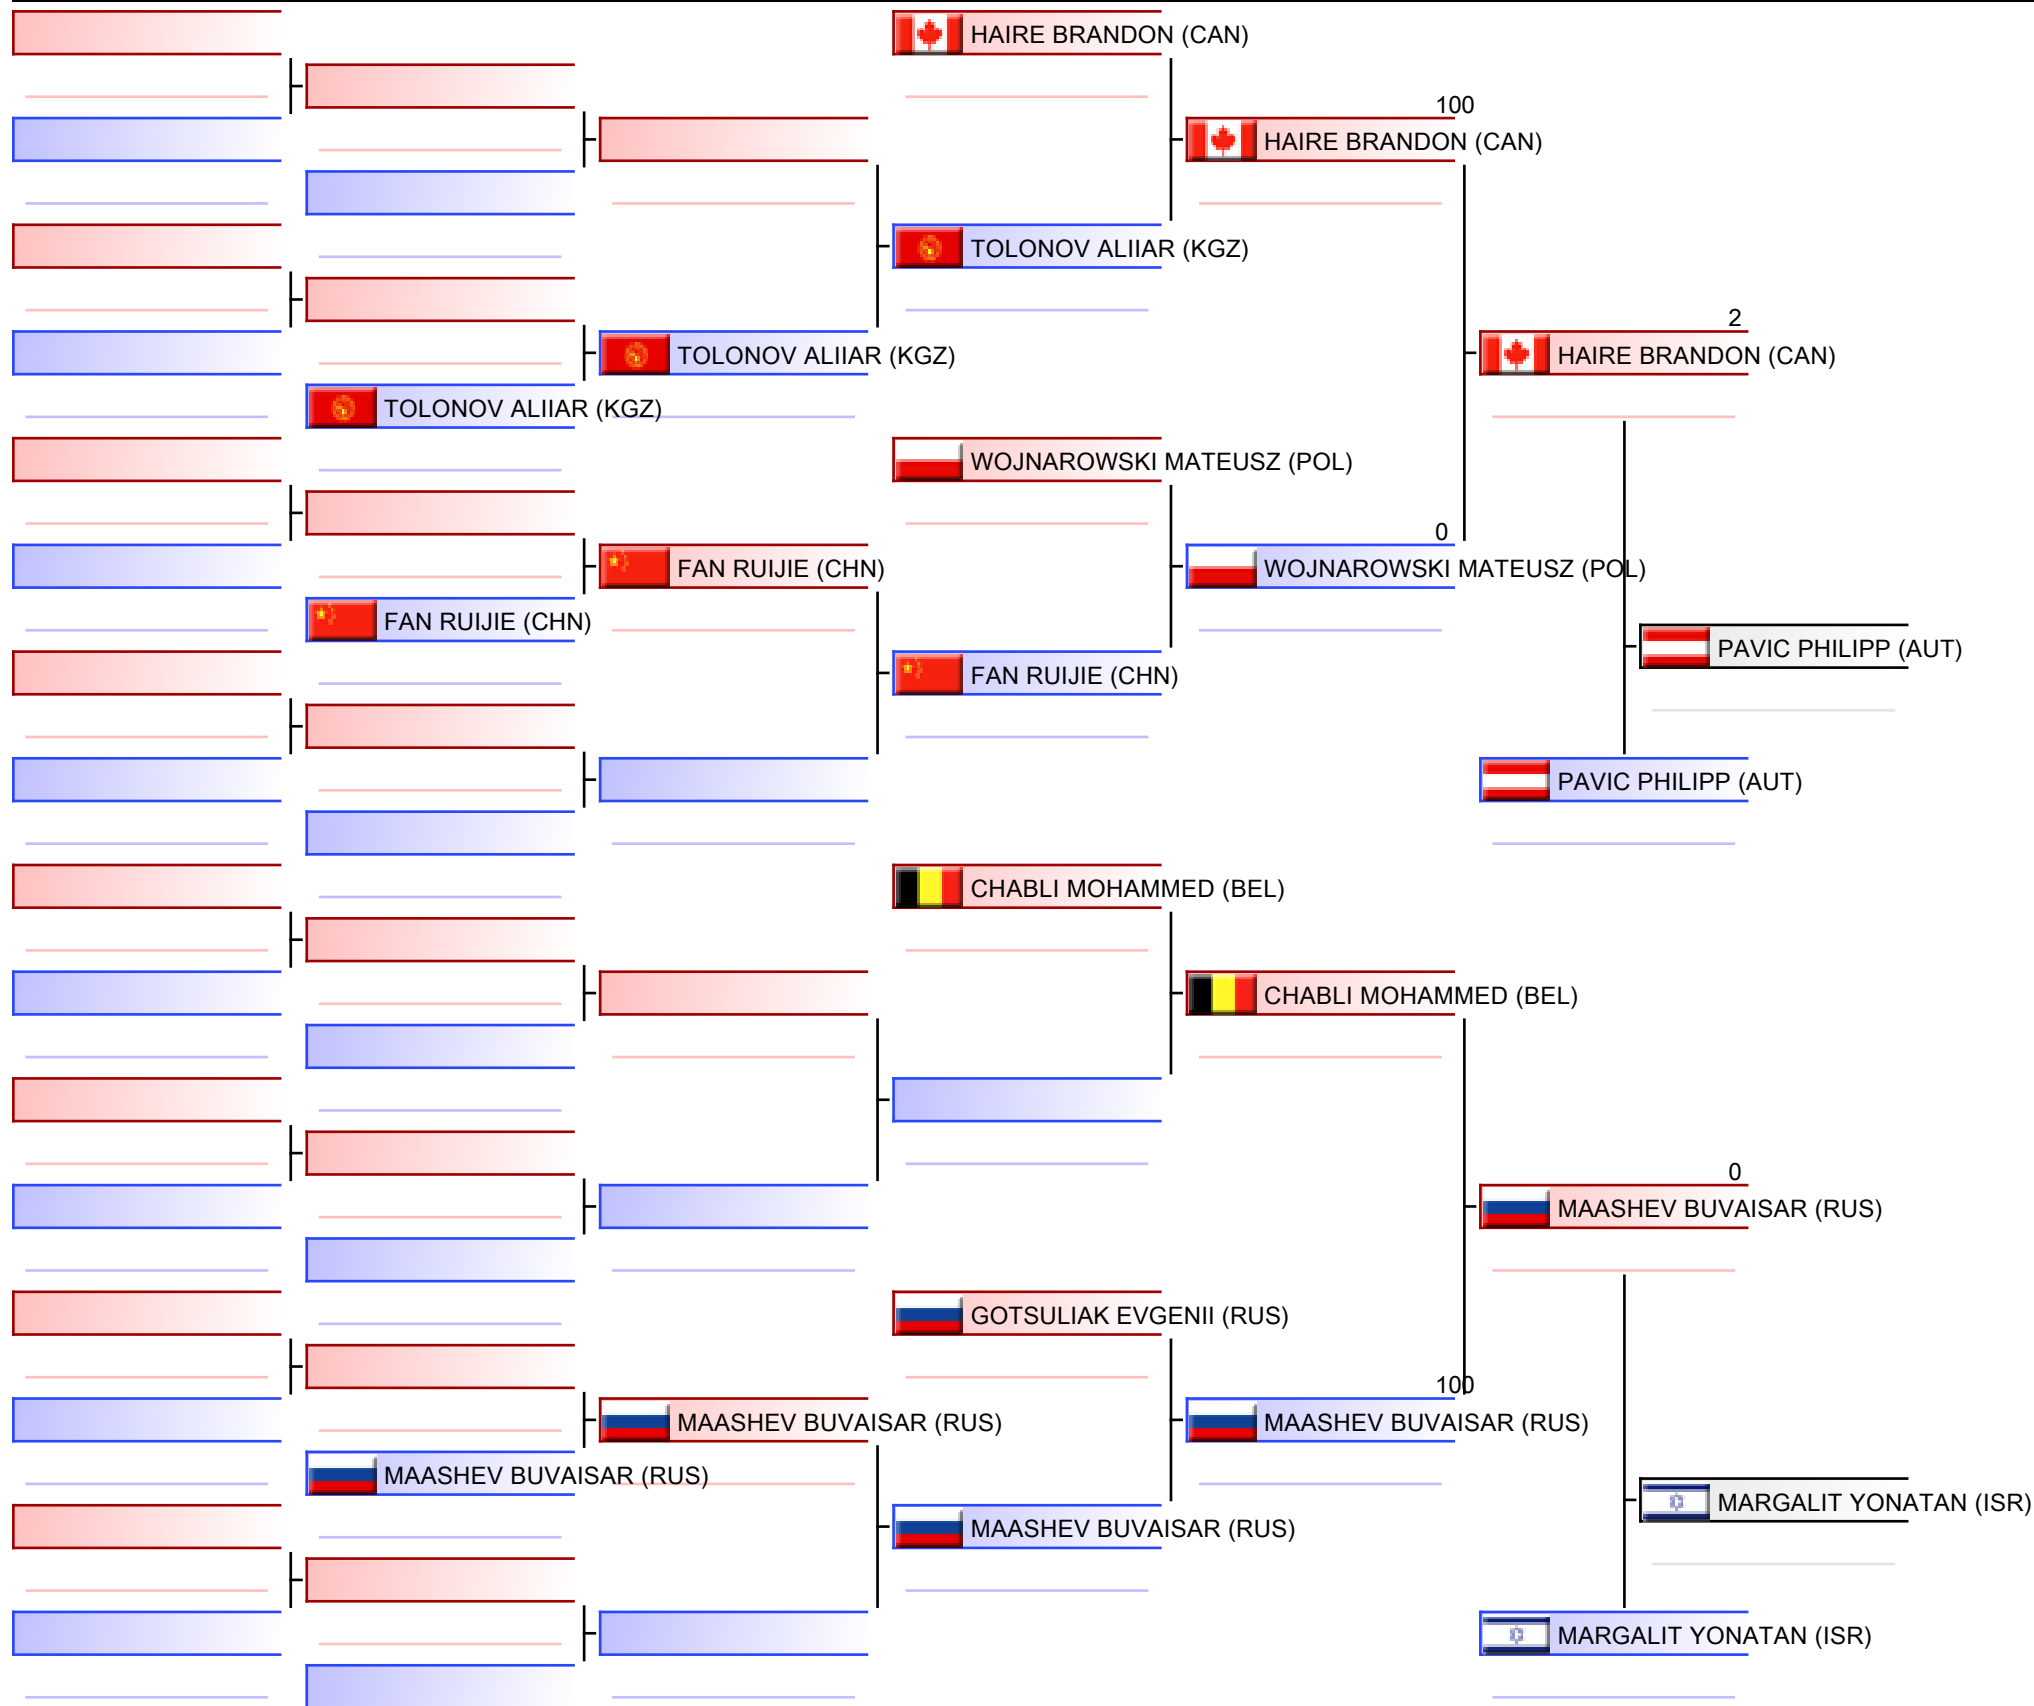 HAIRE BRANDON (CAN)
100
HAIRE BRANDON (CAN)
TOLONOV ALIIAR (KGZ)
2
TOLONOV ALIIAR (KGZ)
HAIRE BRANDON (CAN)
TOLONOV ALIIAR (KGZ)
WOJNAROWSKI MATEUSZ (POL)
0
FAN RUIJIE (CHN)
WOJNAROWSKI MATEUSZ (POL)
FAN RUIJIE (CHN)
PAVIC PHILIPP (AUT)
FAN RUIJIE (CHN)
PAVIC PHILIPP (AUT)
CHABLI MOHAMMED (BEL)
CHABLI MOHAMMED (BEL)
0
MAASHEV BUVAISAR (RUS)
GOTSULIAK EVGENII (RUS)
100
MAASHEV BUVAISAR (RUS)
MAASHEV BUVAISAR (RUS)
MAASHEV BUVAISAR (RUS)
MARGALIT YONATAN (ISR)
MAASHEV BUVAISAR (RUS)
MARGALIT YONATAN (ISR)